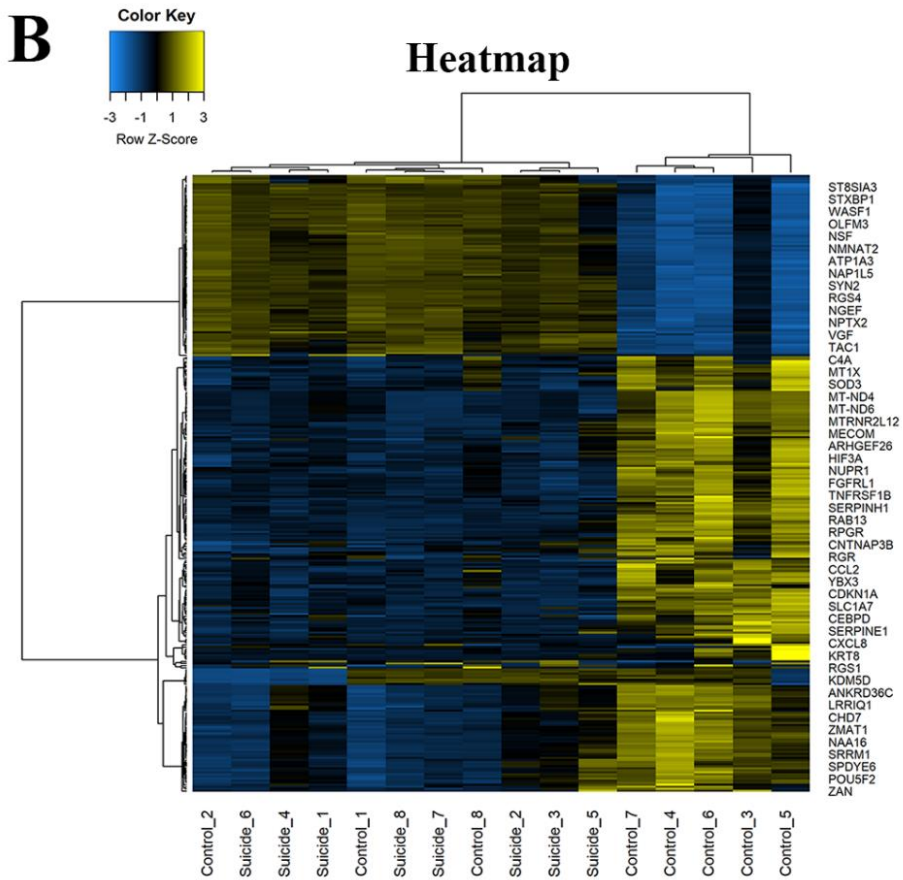 B
Color Key
-3 -1 1 3
Row Z-Score
Heatmap
ST8SIA3
STXBP1
WASF1
OLFM3
NSF
NMNAT2
ATP1A3
NAP1L5
SYN2
RGS4
NGEF
NPTX2
VGF
TAC1
C4A
MT1X
SOD3
MT-ND4
MT-ND6
MTRNR2L12
MECOM
ARHGEF26
HIF3A
NUPR1
FGFRL1
TNFRSF1B
SERPINH1
RAB13
RPGR
CNTNAP3B
RGR
CCL2
YBX3
CDKN1A
SLC1A7
CEBPD
SERPINE1
CXCL8
KRT8
RGS1
KDM5D
ANKRD36C
LRRIQ1
CHD7
ZMAT1
NAA16
SRRM1
SPDYE6
POU5F2
ZAN
Control_2
Suicide_6
Suicide_4
Suicide_1
Control_1
Suicide_8
Suicide_7
Control_8
Suicide_2
Suicide_3
Suicide_5
Control_7
Control_4
Control_6
Control_3
Control_5